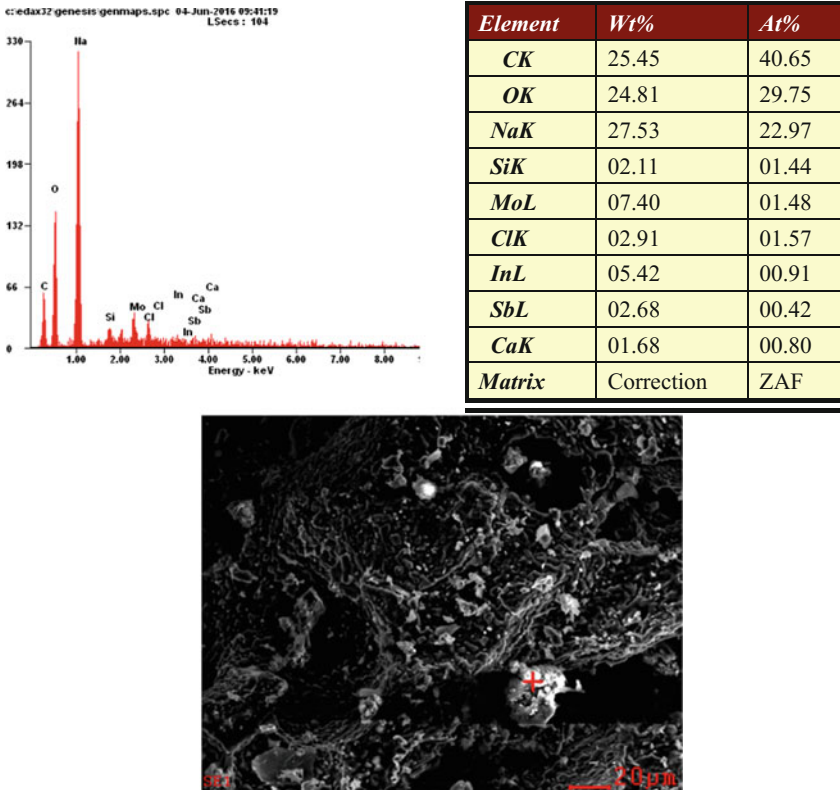 c:\edax32\genesis\genmaps.spc 04-Jun-2016 09:41:19
LSecs : 104
330
264
198
132
66
0
Na
O
C
Si
Mo
Cl
Cl
In
In
Ca
Sb
Sb
Ca
1.00 2.00 3.00 4.00 5.00 6.00 7.00 8.00
Energy - keV
Element Wt% At%
CK 25.45 40.65
OK 24.81 29.75
NaK 27.53 22.97
SiK 02.11 01.44
MoL 07.40 01.48
ClK 02.91 01.57
InL 05.42 00.91
SbL 02.68 00.42
CaK 01.68 00.80
Matrix Correction ZAF
20µm